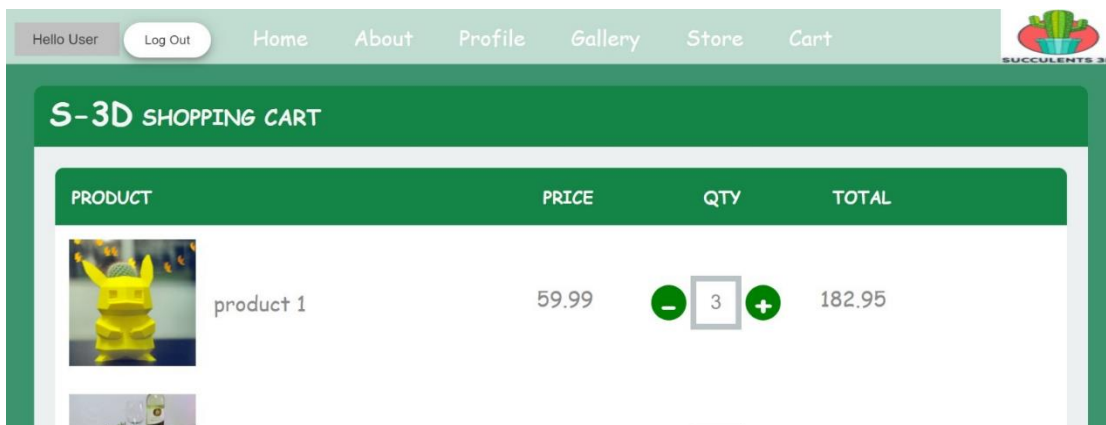 Hello User Log Out Home About Profile Gallery Store Cart
SUCCULENTS 3
S-3D SHOPPING CART
PRODUCT PRICE QTY TOTAL
product 1 59.99 - 3 + 182.95